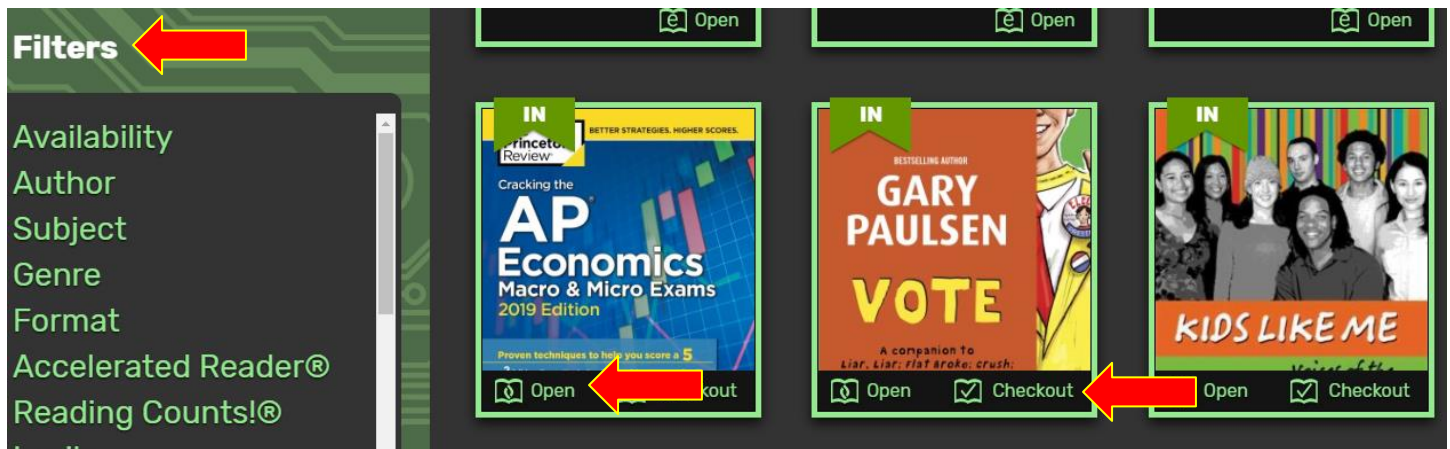 Filters
Availability
Author
Subject
Genre
Format
Accelerated Reader®
Reading Counts!®
Open
Open
Open
IN
BETTER STRATEGIES. HIGHER SCORES.
Review
Cracking the
AP
Economics
Macro & Micro Exams
2019 Edition
Proven techniques to help you score a 5
Open
IN
BESTSELLING AUTHOR
GARY
PAULSEN
VOTE
A companion to
Liar, Liar; Flat Broke; Crush;
Open Checkout
IN
KIDS LIKE ME
Open Checkout